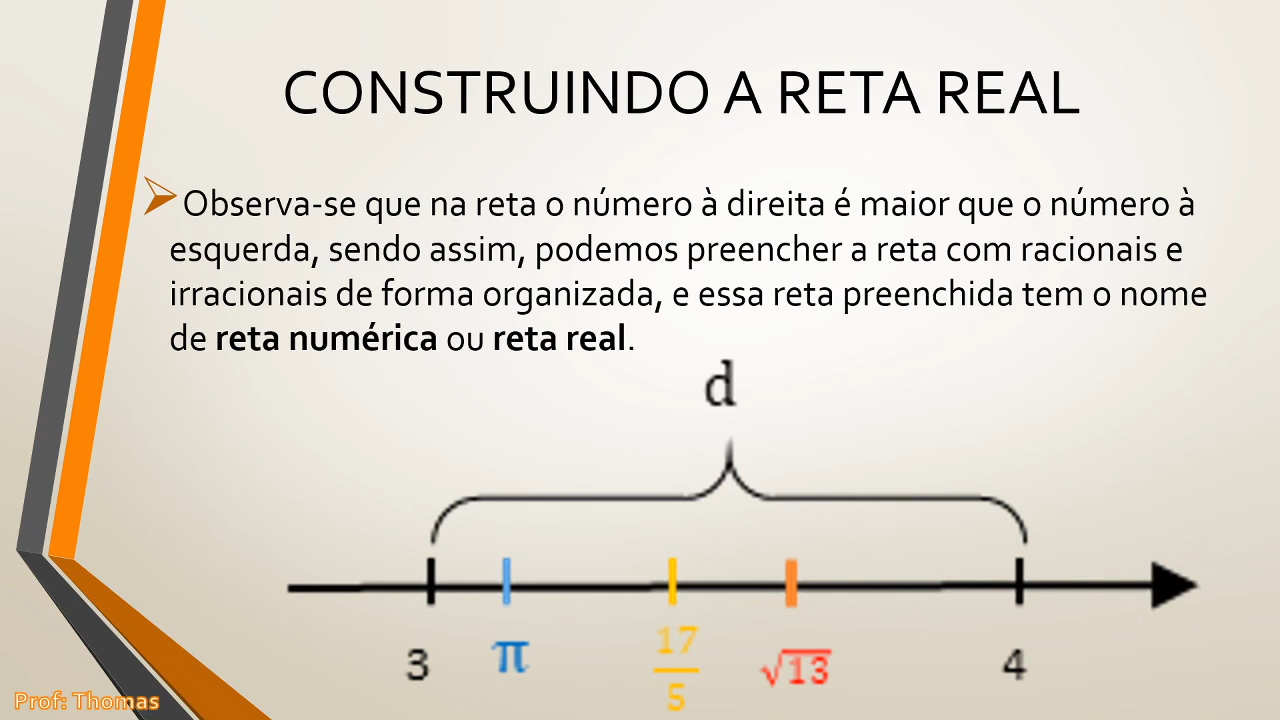 CONSTRUINDO A RETA REAL
Observa-se que na reta o número à direita é maior que o número à
esquerda, sendo assim, podemos preencher a reta com racionais e
irracionais de forma organizada, e essa reta preenchida tem o nome
de reta numérica ou reta real.
d
3 π 17/5 √13 4
Prof: Thomas